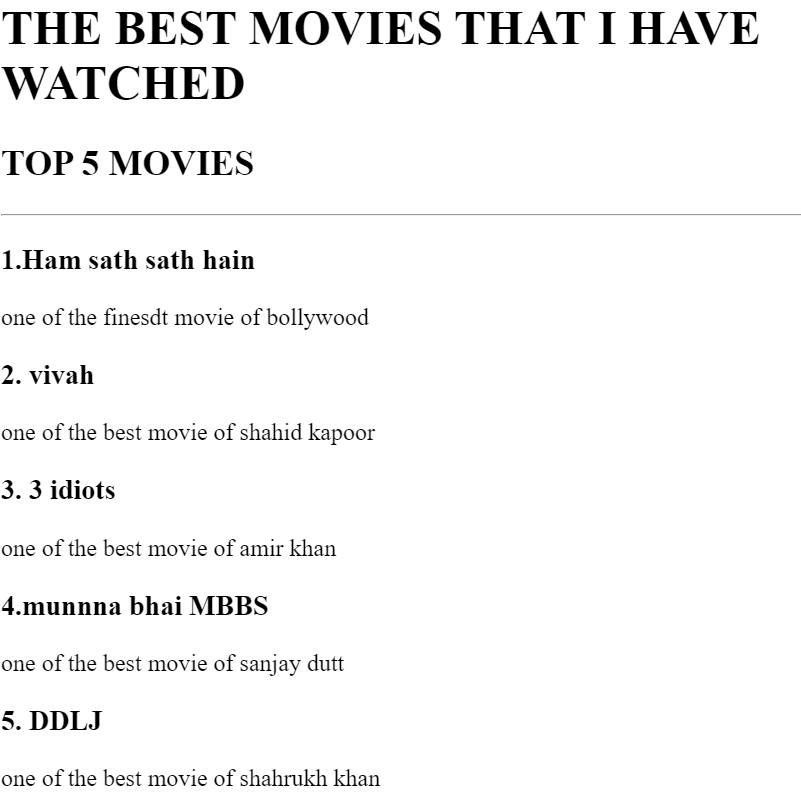 THE BEST MOVIES THAT I HAVE
WATCHED
TOP 5 MOVIES
1.Ham sath sath hain
one of the finesdt movie of bollywood
2. vivah
one of the best movie of shahid kapoor
3. 3 idiots
one of the best movie of amir khan
4.munnna bhai MBBS
one of the best movie of sanjay dutt
5. DDLJ
one of the best movie of shahrukh khan